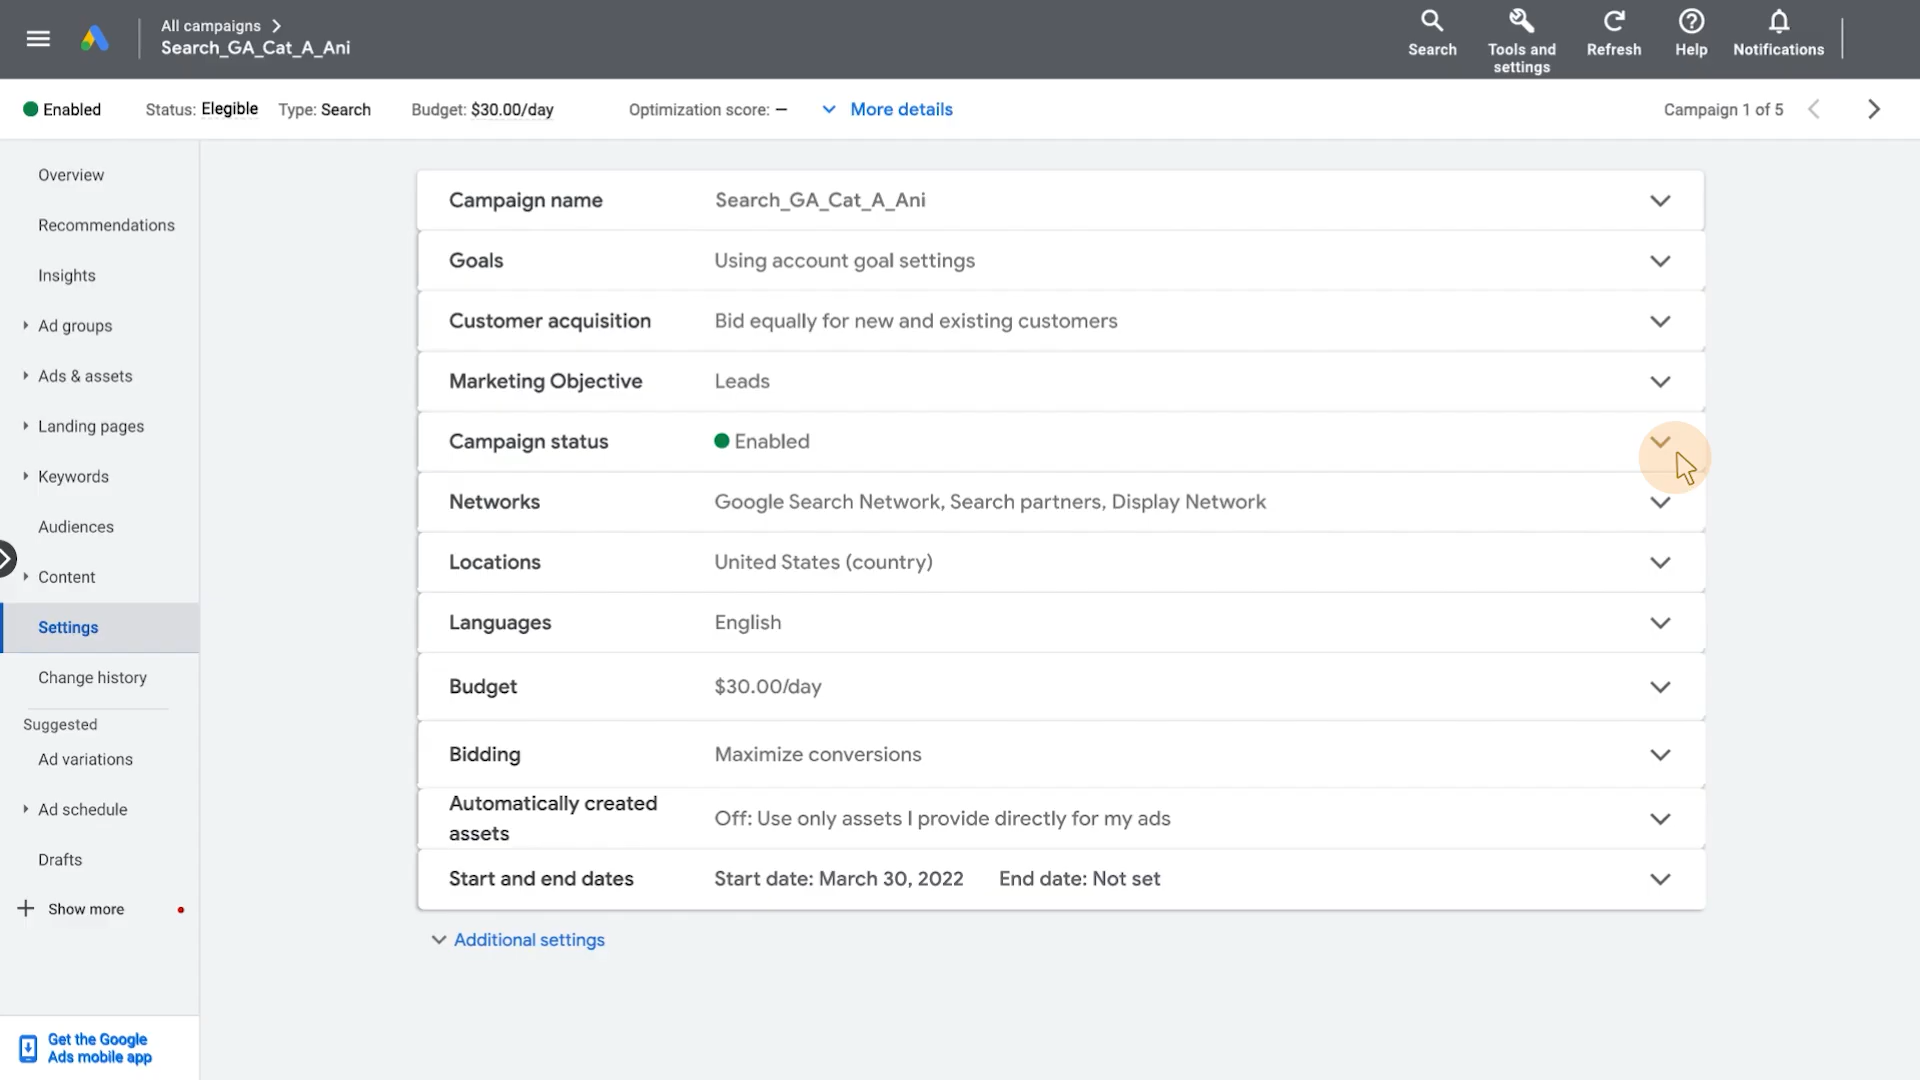 All campaigns
Search_GA_Cat_A_Ani
Search
Tools and
settings
Refresh
Help
Notifications
Enabled
Status: Elegible
Type: Search
Budget: $30.00/day
Optimization score: –
More details
Campaign 1 of 5
Overview
Recommendations
Insights
Ad groups
Ads & assets
Landing pages
Keywords
Audiences
Content
Settings
Change history
Suggested
Ad variations
Ad schedule
Drafts
Show more
Get the Google
Ads mobile app
Campaign name Search_GA_Cat_A_Ani
Goals Using account goal settings
Customer acquisition Bid equally for new and existing customers
Marketing Objective Leads
Campaign status Enabled
Networks Google Search Network, Search partners, Display Network
Locations United States (country)
Languages English
Budget $30.00/day
Bidding Maximize conversions
Automatically created
assets
Off: Use only assets I provide directly for my ads
Start and end dates Start date: March 30, 2022 End date: Not set
Additional settings